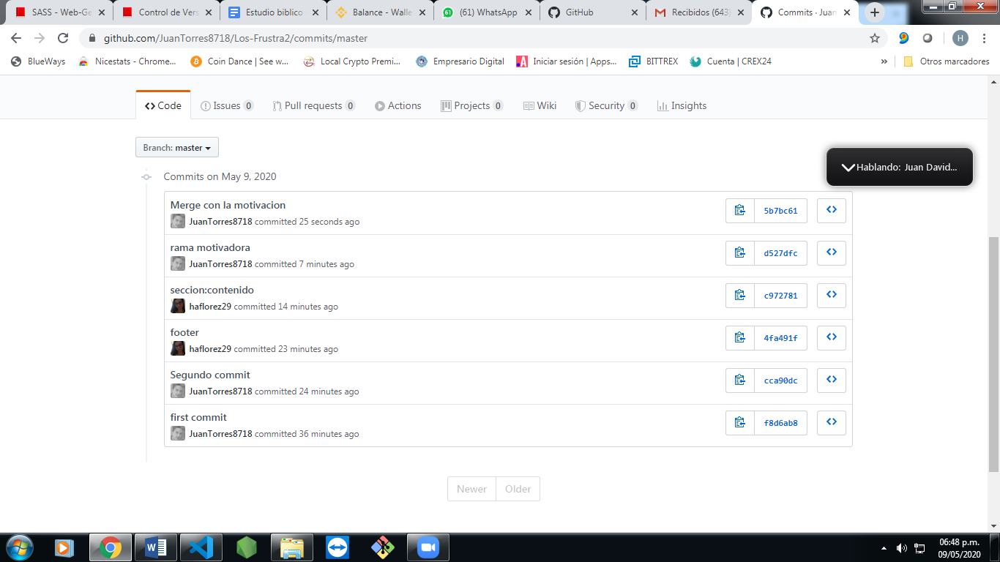 SASS - Web-Ge
Control de Vers
Estudio biblico
Balance - Walle
61 (61) WhatsApp
GitHub
Recibidos (643)
Commits · Juan
github.com/JuanTorres8718/Los-Frustra2/commits/master
H
BlueWays
Nicestats - Chrome...
Coin Dance | See w...
Local Crypto Premi...
Empresario Digital
Iniciar sesión | Apps...
BITTREX
Cuenta | CREX24
»
Otros marcadores
Code
Issues 0
Pull requests 0
Actions
Projects 0
Wiki
Security 0
Insights
Branch: master
Hablando: Juan David...
Commits on May 9, 2020
Merge con la motivacion
5b7bc61
JuanTorres8718 committed 25 seconds ago
rama motivadora
d527dfc
JuanTorres8718 committed 7 minutes ago
seccion:contenido
c972781
haflorez29 committed 14 minutes ago
footer
4fa491f
haflorez29 committed 23 minutes ago
Segundo commit
cca90dc
JuanTorres8718 committed 24 minutes ago
first commit
f8d6ab8
JuanTorres8718 committed 36 minutes ago
Newer Older
06:48 p.m.
09/05/2020